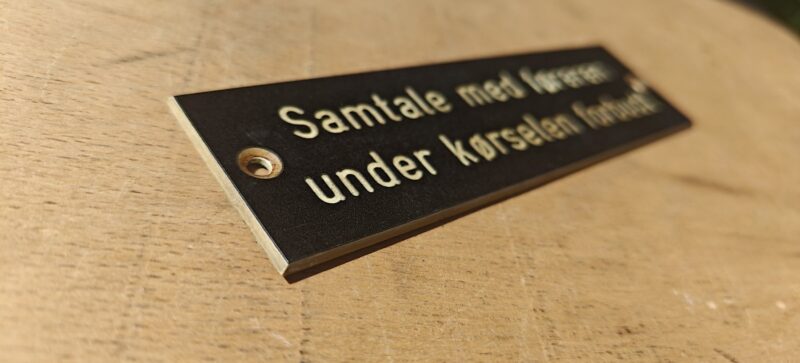 Samtale med føreren
under kørselen forbudt